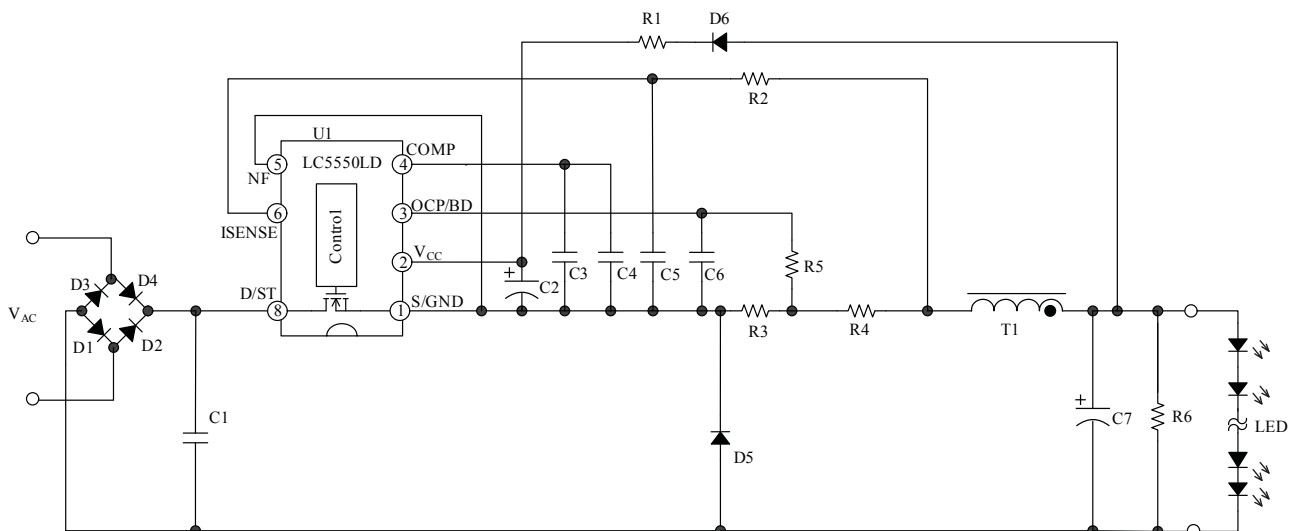 R1
D6
R2
U1
LC5550LD
5
NF
6
ISENSE
4
COMP
3
OCP/BD
2
VCC
Control
D/ST
8
1
S/GND
VAC
D3
D4
D1
D2
C1
C2
C3
C4
C5
C6
R5
R3
R4
T1
D5
C7
R6
LED